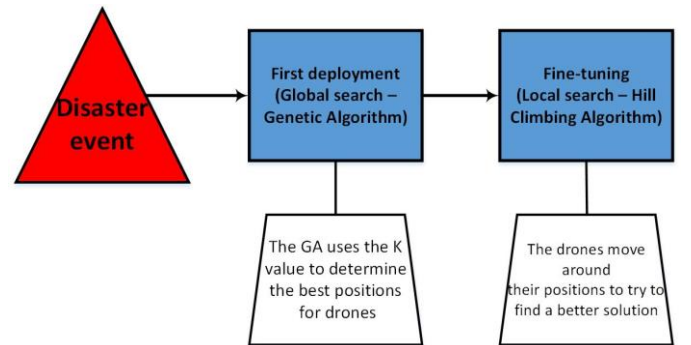 Disaster
event
First deployment
(Global search –
Genetic Algorithm)
Fine-tuning
(Local search – Hill
Climbing Algorithm)
The GA uses the K
value to determine
the best positions
for drones
The drones move
around
their positions to try to
find a better solution